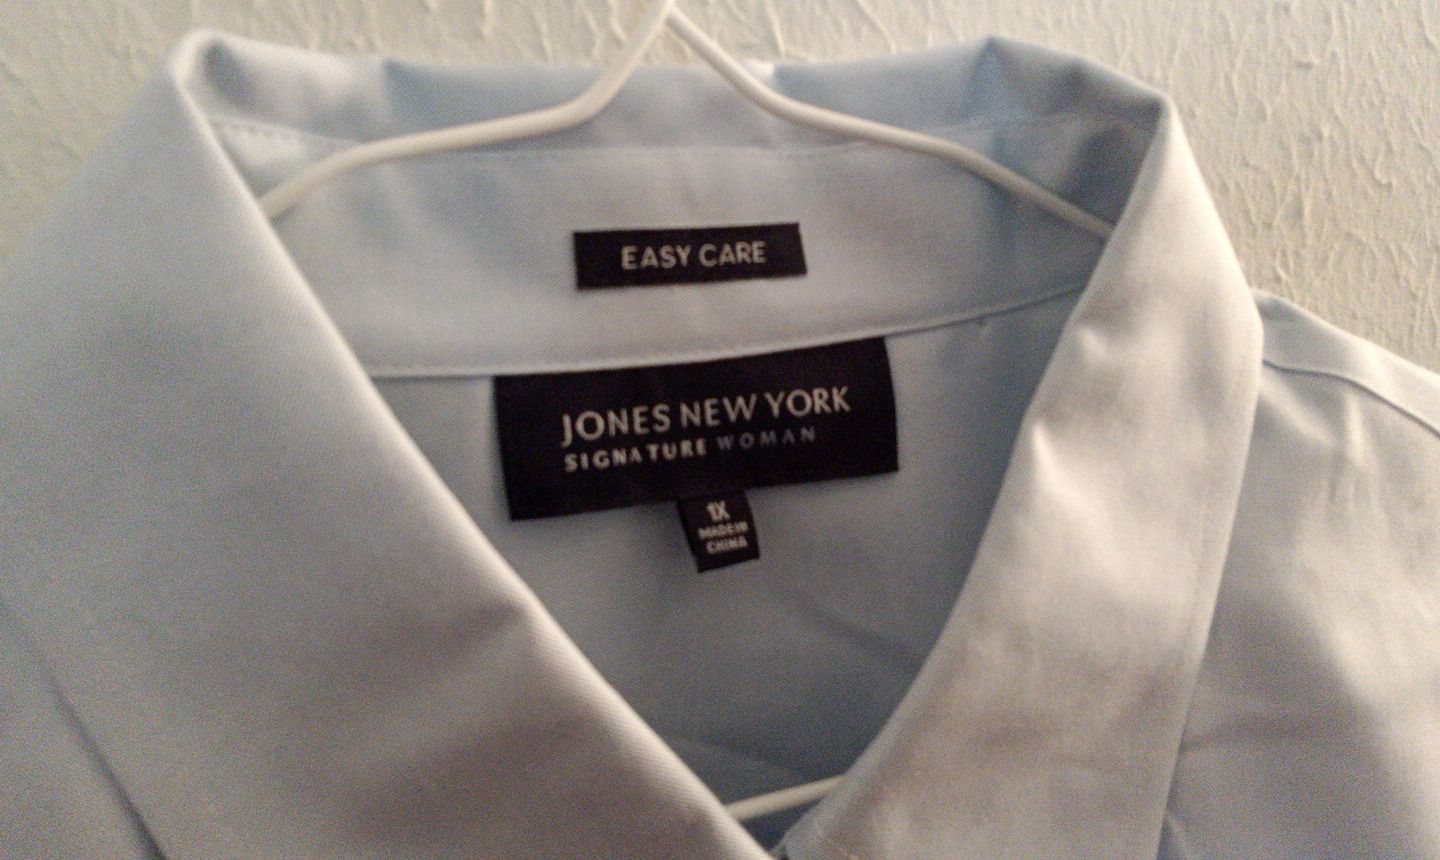 EASY CARE
JONES NEW YORK
SIGNATURE WOMAN
1X
MADE IN
CHINA